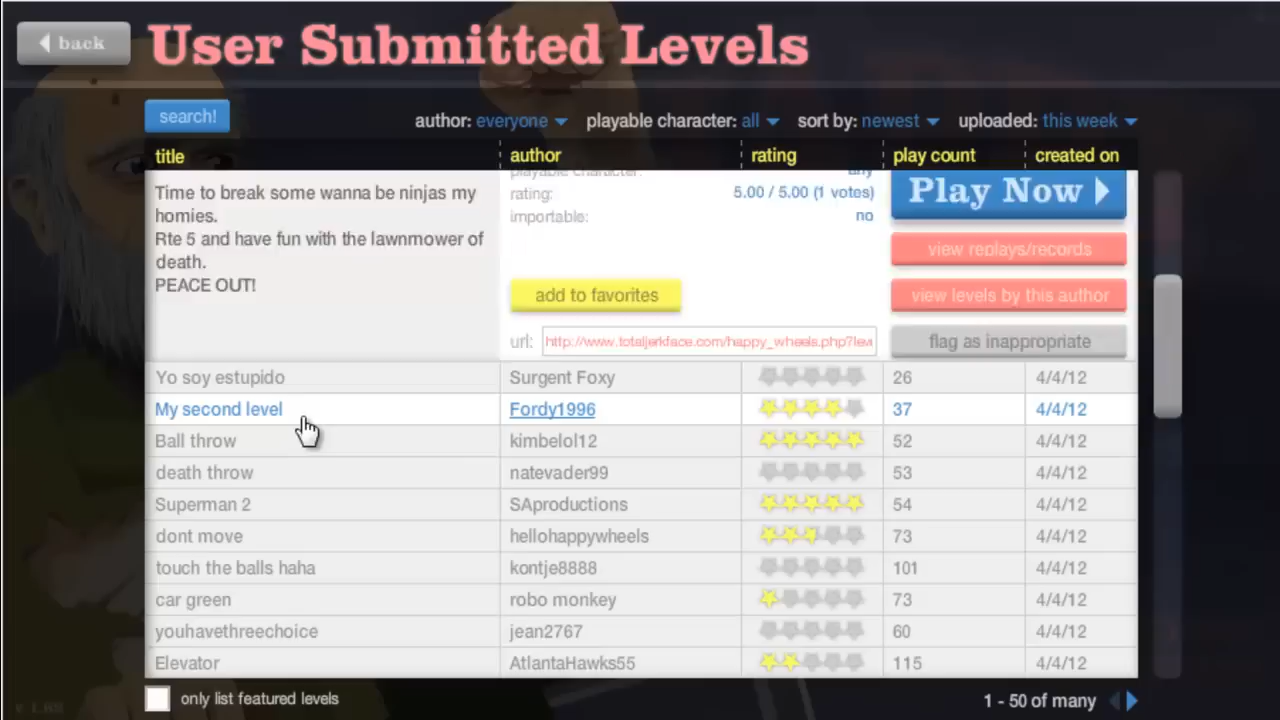 back
User Submitted Levels
search!
author: everyone playable character: all sort by: newest uploaded: this week
title author rating play count created on
Time to break some wanna be ninjas my
homies.
Rte 5 and have fun with the lawnmower of
death.
PEACE OUT!
playable character: any
rating: 5.00 / 5.00 (1 votes)
importable: no
add to favorites
url: http://www.totaljerkface.com/happy_wheels.php?lev
Play Now
view replays/records
view levels by this author
flag as inappropriate
Yo soy estupido Surgent Foxy 26 4/4/12
My second level Fordy1996 37 4/4/12
Ball throw kimbelol12 52 4/4/12
death throw natevader99 53 4/4/12
Superman 2 SAproductions 54 4/4/12
dont move hellohappywheels 73 4/4/12
touch the balls haha kontje8888 101 4/4/12
car green robo monkey 73 4/4/12
youhavethreechoice jean2767 60 4/4/12
Elevator AtlantaHawks55 115 4/4/12
only list featured levels
1 - 50 of many